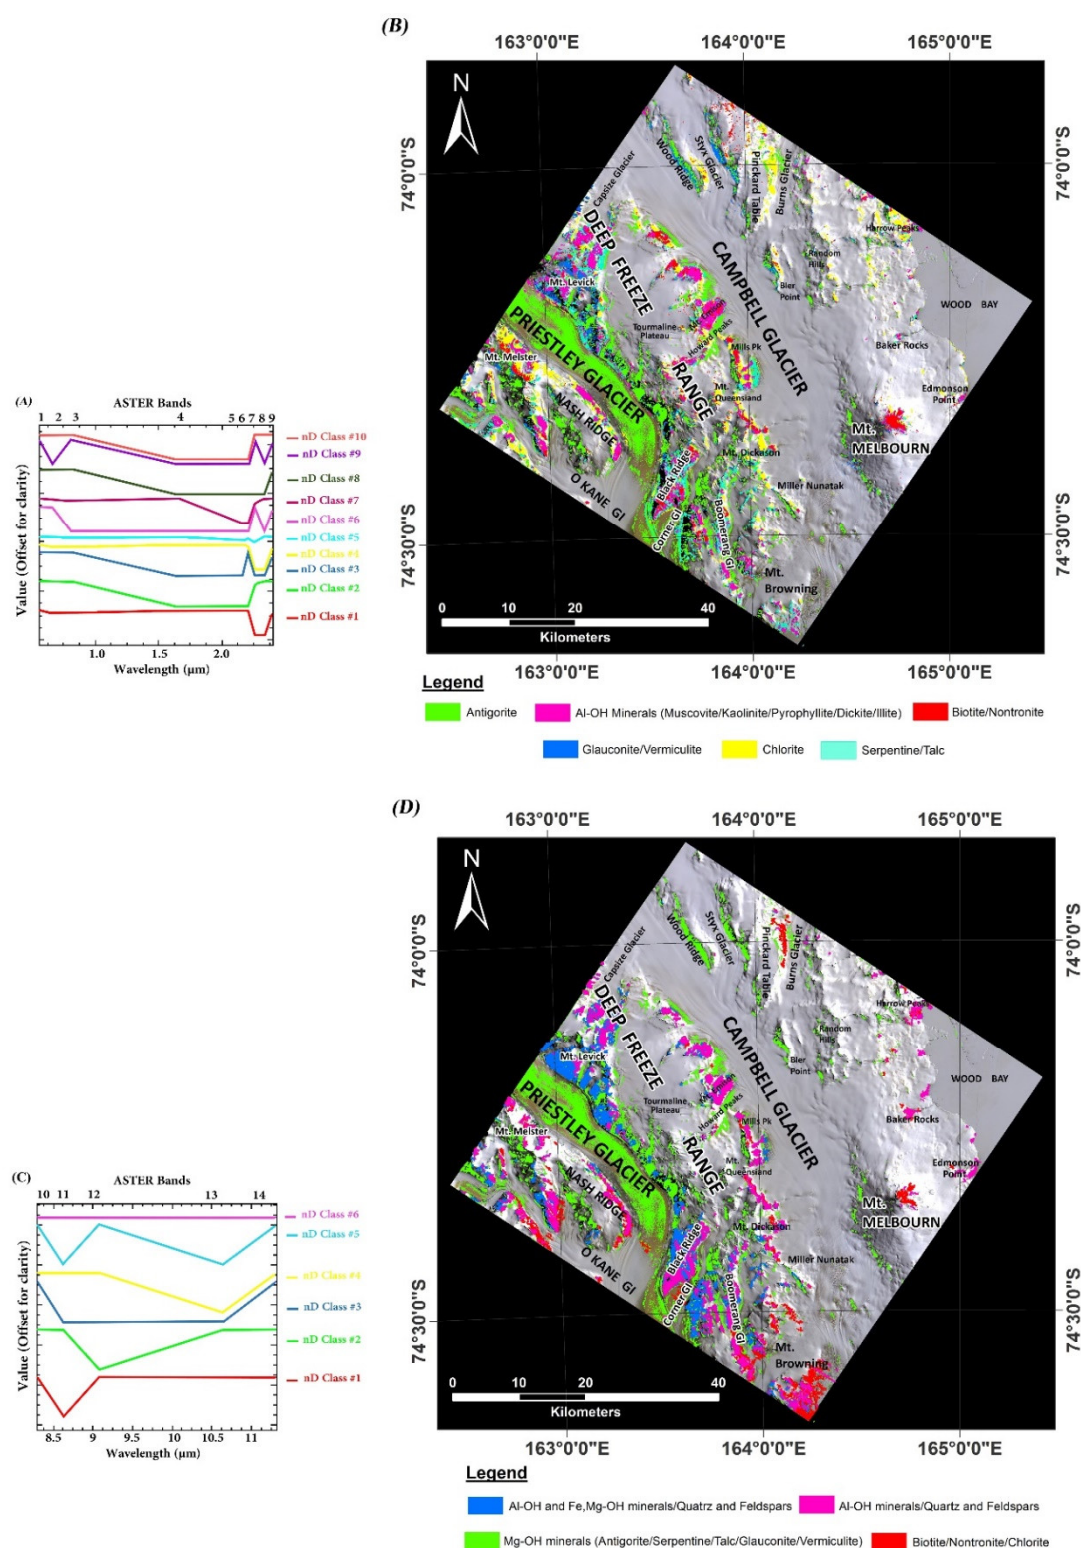 (B)
163°0'0"E 164°0'0"E 165°0'0"E
N
74°0'0"S
74°0'0"S
Capsize Glacier
Wood Ridge
Styx Glacier
Pinckard Table
Burns Glacier
Harrow Peaks
Random Hills
Bier Point
WOOD BAY
DEEP FREEZE
RANGE
CAMPBELL GLACIER
Mt. Levick
PRIESTLEY GLACIER
Tourmaline Plateau
Howard Peaks
Mills Pk
Baker Rocks
Mt. Melster
NASH RIDGE
Mt. Queensland
Edmonson Point
Mt. MELBOURN
Mt. Dickason
Black Ridge
O KANE GI
Corner GI
Boomerang GI
Miller Nunatak
Mt. Browning
74°30'0"S
74°30'0"S
0 10 20 40
Kilometers
163°0'0"E 164°0'0"E 165°0'0"E
Legend
Antigorite
Al-OH Minerals (Muscovite/Kaolinite/Pyrophyllite/Dickite/Illite)
Biotite/Nontronite
Glauconite/Vermiculite
Chlorite
Serpentine/Talc
(A)
ASTER Bands
1 2 3 4 5 6 7 8 9
nD Class #10
nD Class #9
nD Class #8
nD Class #7
nD Class #6
nD Class #5
nD Class #4
nD Class #3
nD Class #2
nD Class #1
Value (Offset for clarity)
1.0 2.0
Wavelength (μm)
(D)
163°0'0"E 164°0'0"E 165°0'0"E
N
74°0'0"S
74°0'0"S
Capsize Glacier
Wood Ridge
Styx Glacier
Pinckard Table
Burns Glacier
Harrow Peaks
Random Hills
Bler Point
WOOD BAY
DEEP FREEZE
RANGE
CAMPBELL GLACIER
Mt. Levick
PRIESTLEY GLACIER
Tourmaline Plateau
Howard Peaks
Mills Pk
Baker Rocks
Mt. Melster
NASH RIDGE
Mt. Queensland
Edmonson Point
Mt. MELBOURN
Mt. Dickason
Black Ridge
O KANE GI
Corner GI
Boomerang GI
Miller Nunatak
Mt. Browning
74°30'0"S
74°30'0"S
0 10 20 40
Kilometers
163°0'0"E 164°0'0"E 165°0'0"E
Legend
Al-OH and Fe,Mg-OH minerals/Quatrz and Feldspars
Al-OH minerals/Quartz and Feldspars
Mg-OH minerals (Antigorite/Serpentine/Talc/Glauconite/Vermiculite)
Biotite/Nontronite/Chlorite
(C)
ASTER Bands
10 11 12 13 14
nD Class #6
nD Class #5
nD Class #4
nD Class #3
nD Class #2
nD Class #1
Value (Offset for clarity)
8.5 9 9.5 10 10.5 11
Wavelength (μm)